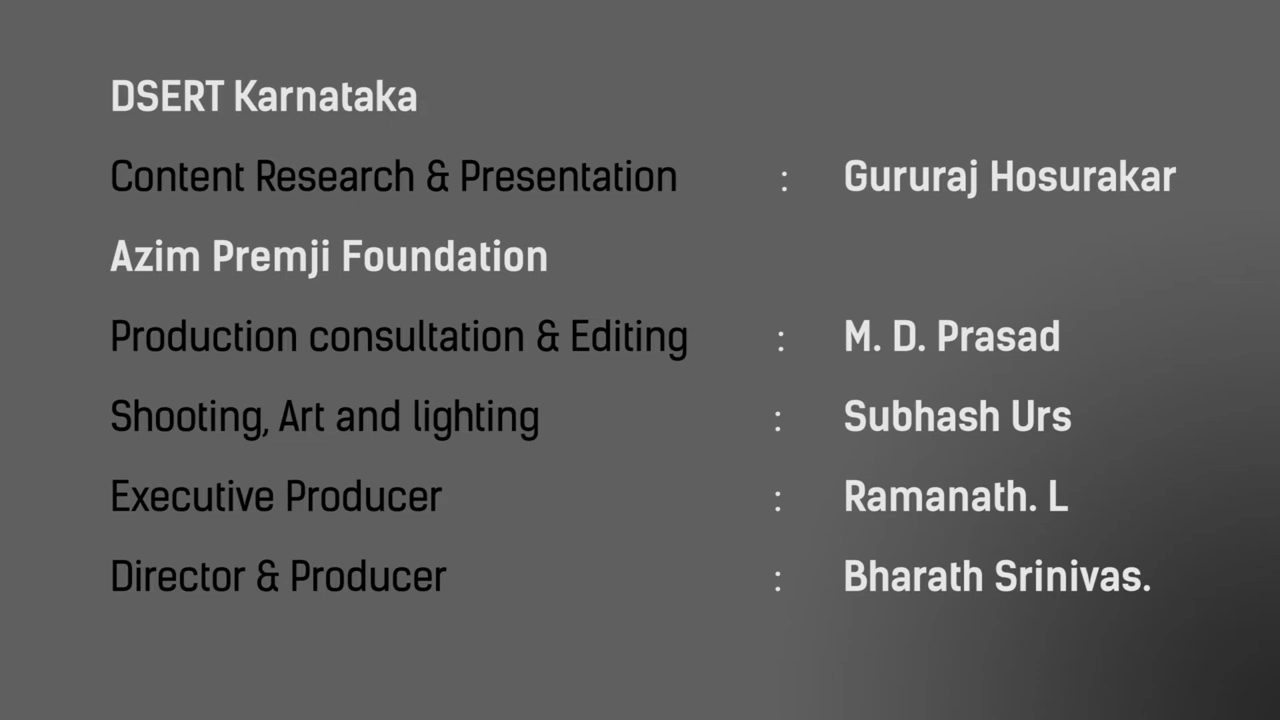 DSERT Karnataka
Content Research & Presentation : Gururaj Hosurakar
Azim Premji Foundation
Production consultation & Editing : M. D. Prasad
Shooting, Art and lighting : Subhash Urs
Executive Producer : Ramanath. L
Director & Producer : Bharath Srinivas.